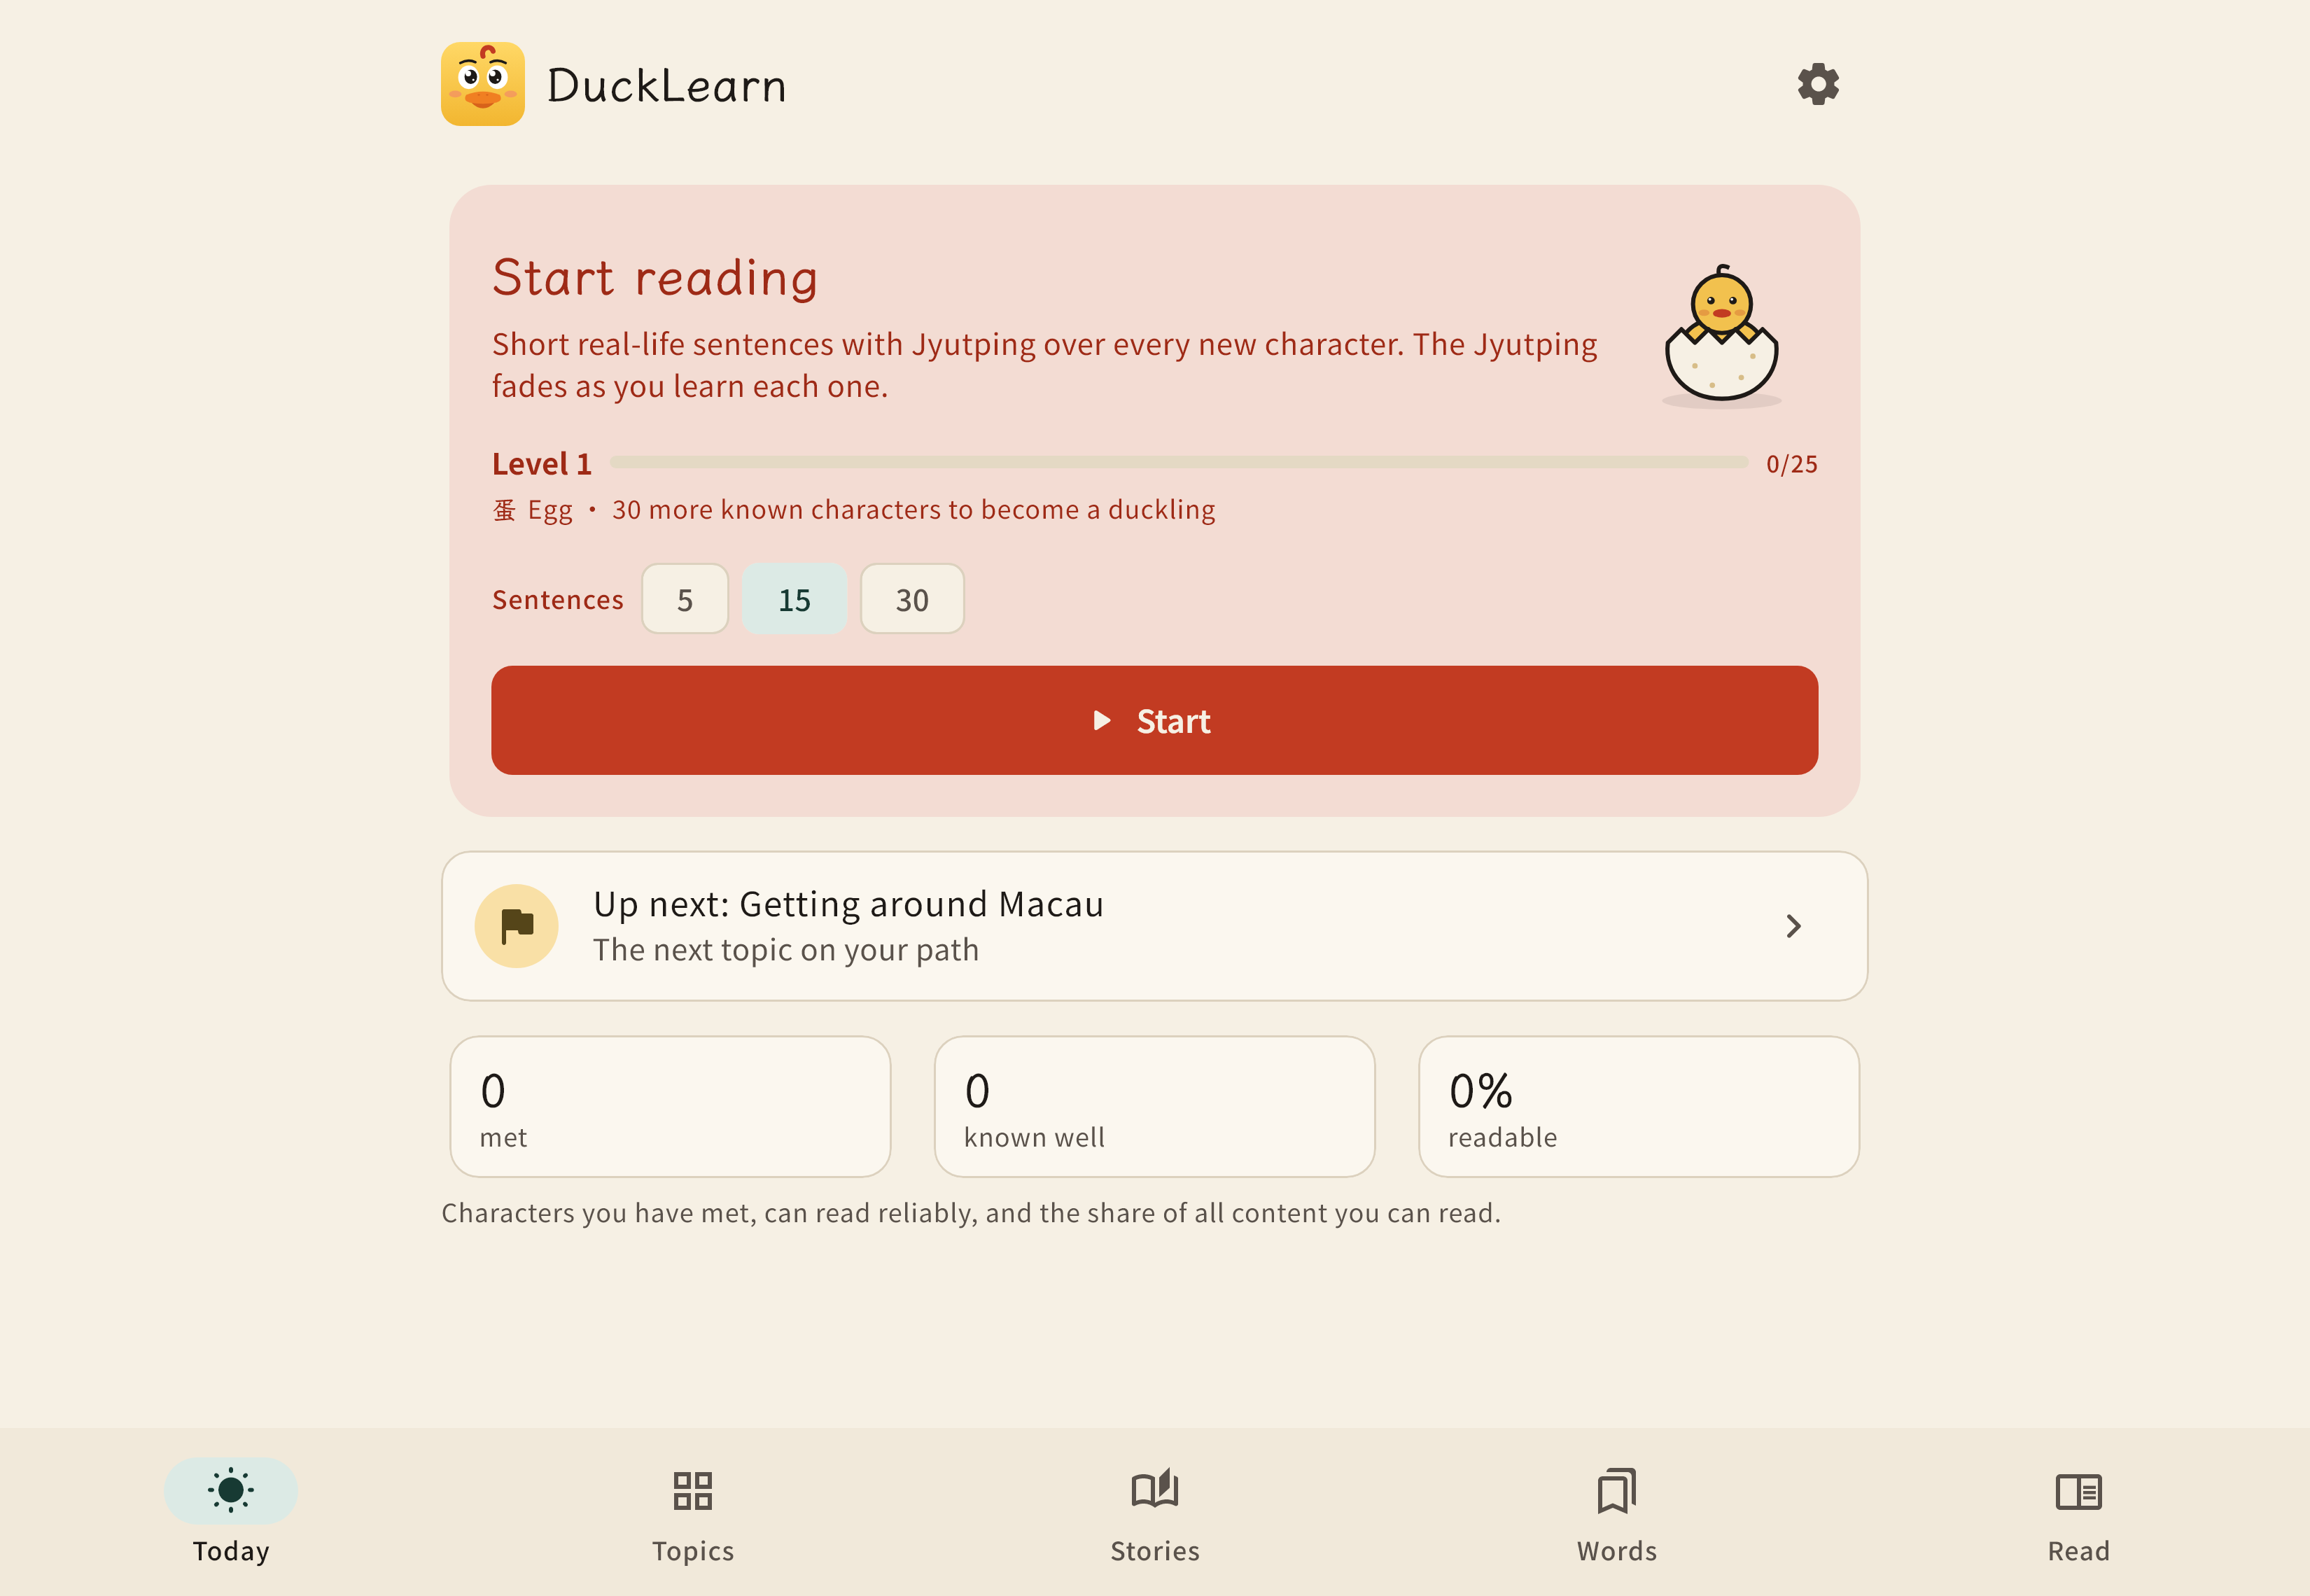 DuckLearn
Start reading
Short real-life sentences with Jyutping over every new character. The Jyutping
fades as you learn each one.
Level 1 0/25
蛋 Egg · 30 more known characters to become a duckling
Sentences 5 15 30
Start
Up next: Getting around Macau
The next topic on your path
0 0 0%
met known well readable
Characters you have met, can read reliably, and the share of all content you can read.
Today Topics Stories Words Read